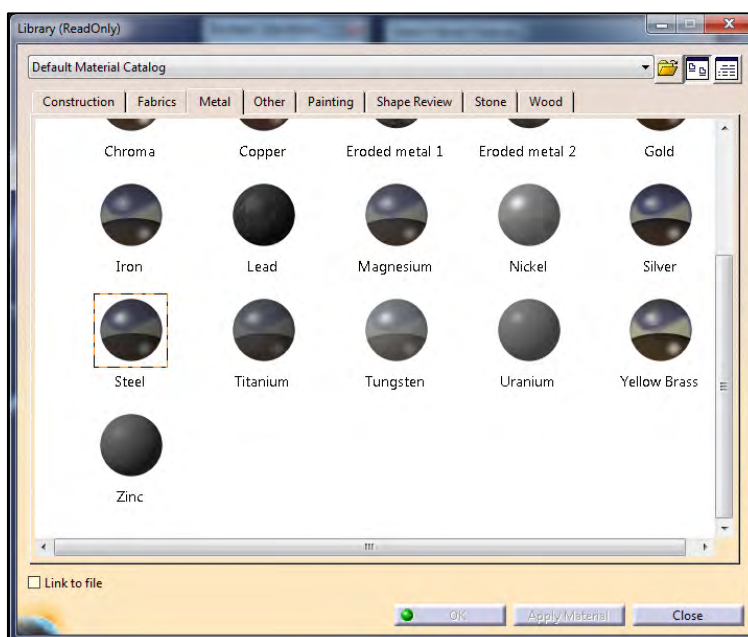 Library (ReadOnly)
Default Material Catalog
Construction Fabrics Metal Other Painting Shape Review Stone Wood
Chroma Copper Eroded metal 1 Eroded metal 2 Gold
Iron Lead Magnesium Nickel Silver
Steel Titanium Tungsten Uranium Yellow Brass
Zinc
Link to file
OK Apply Material Close